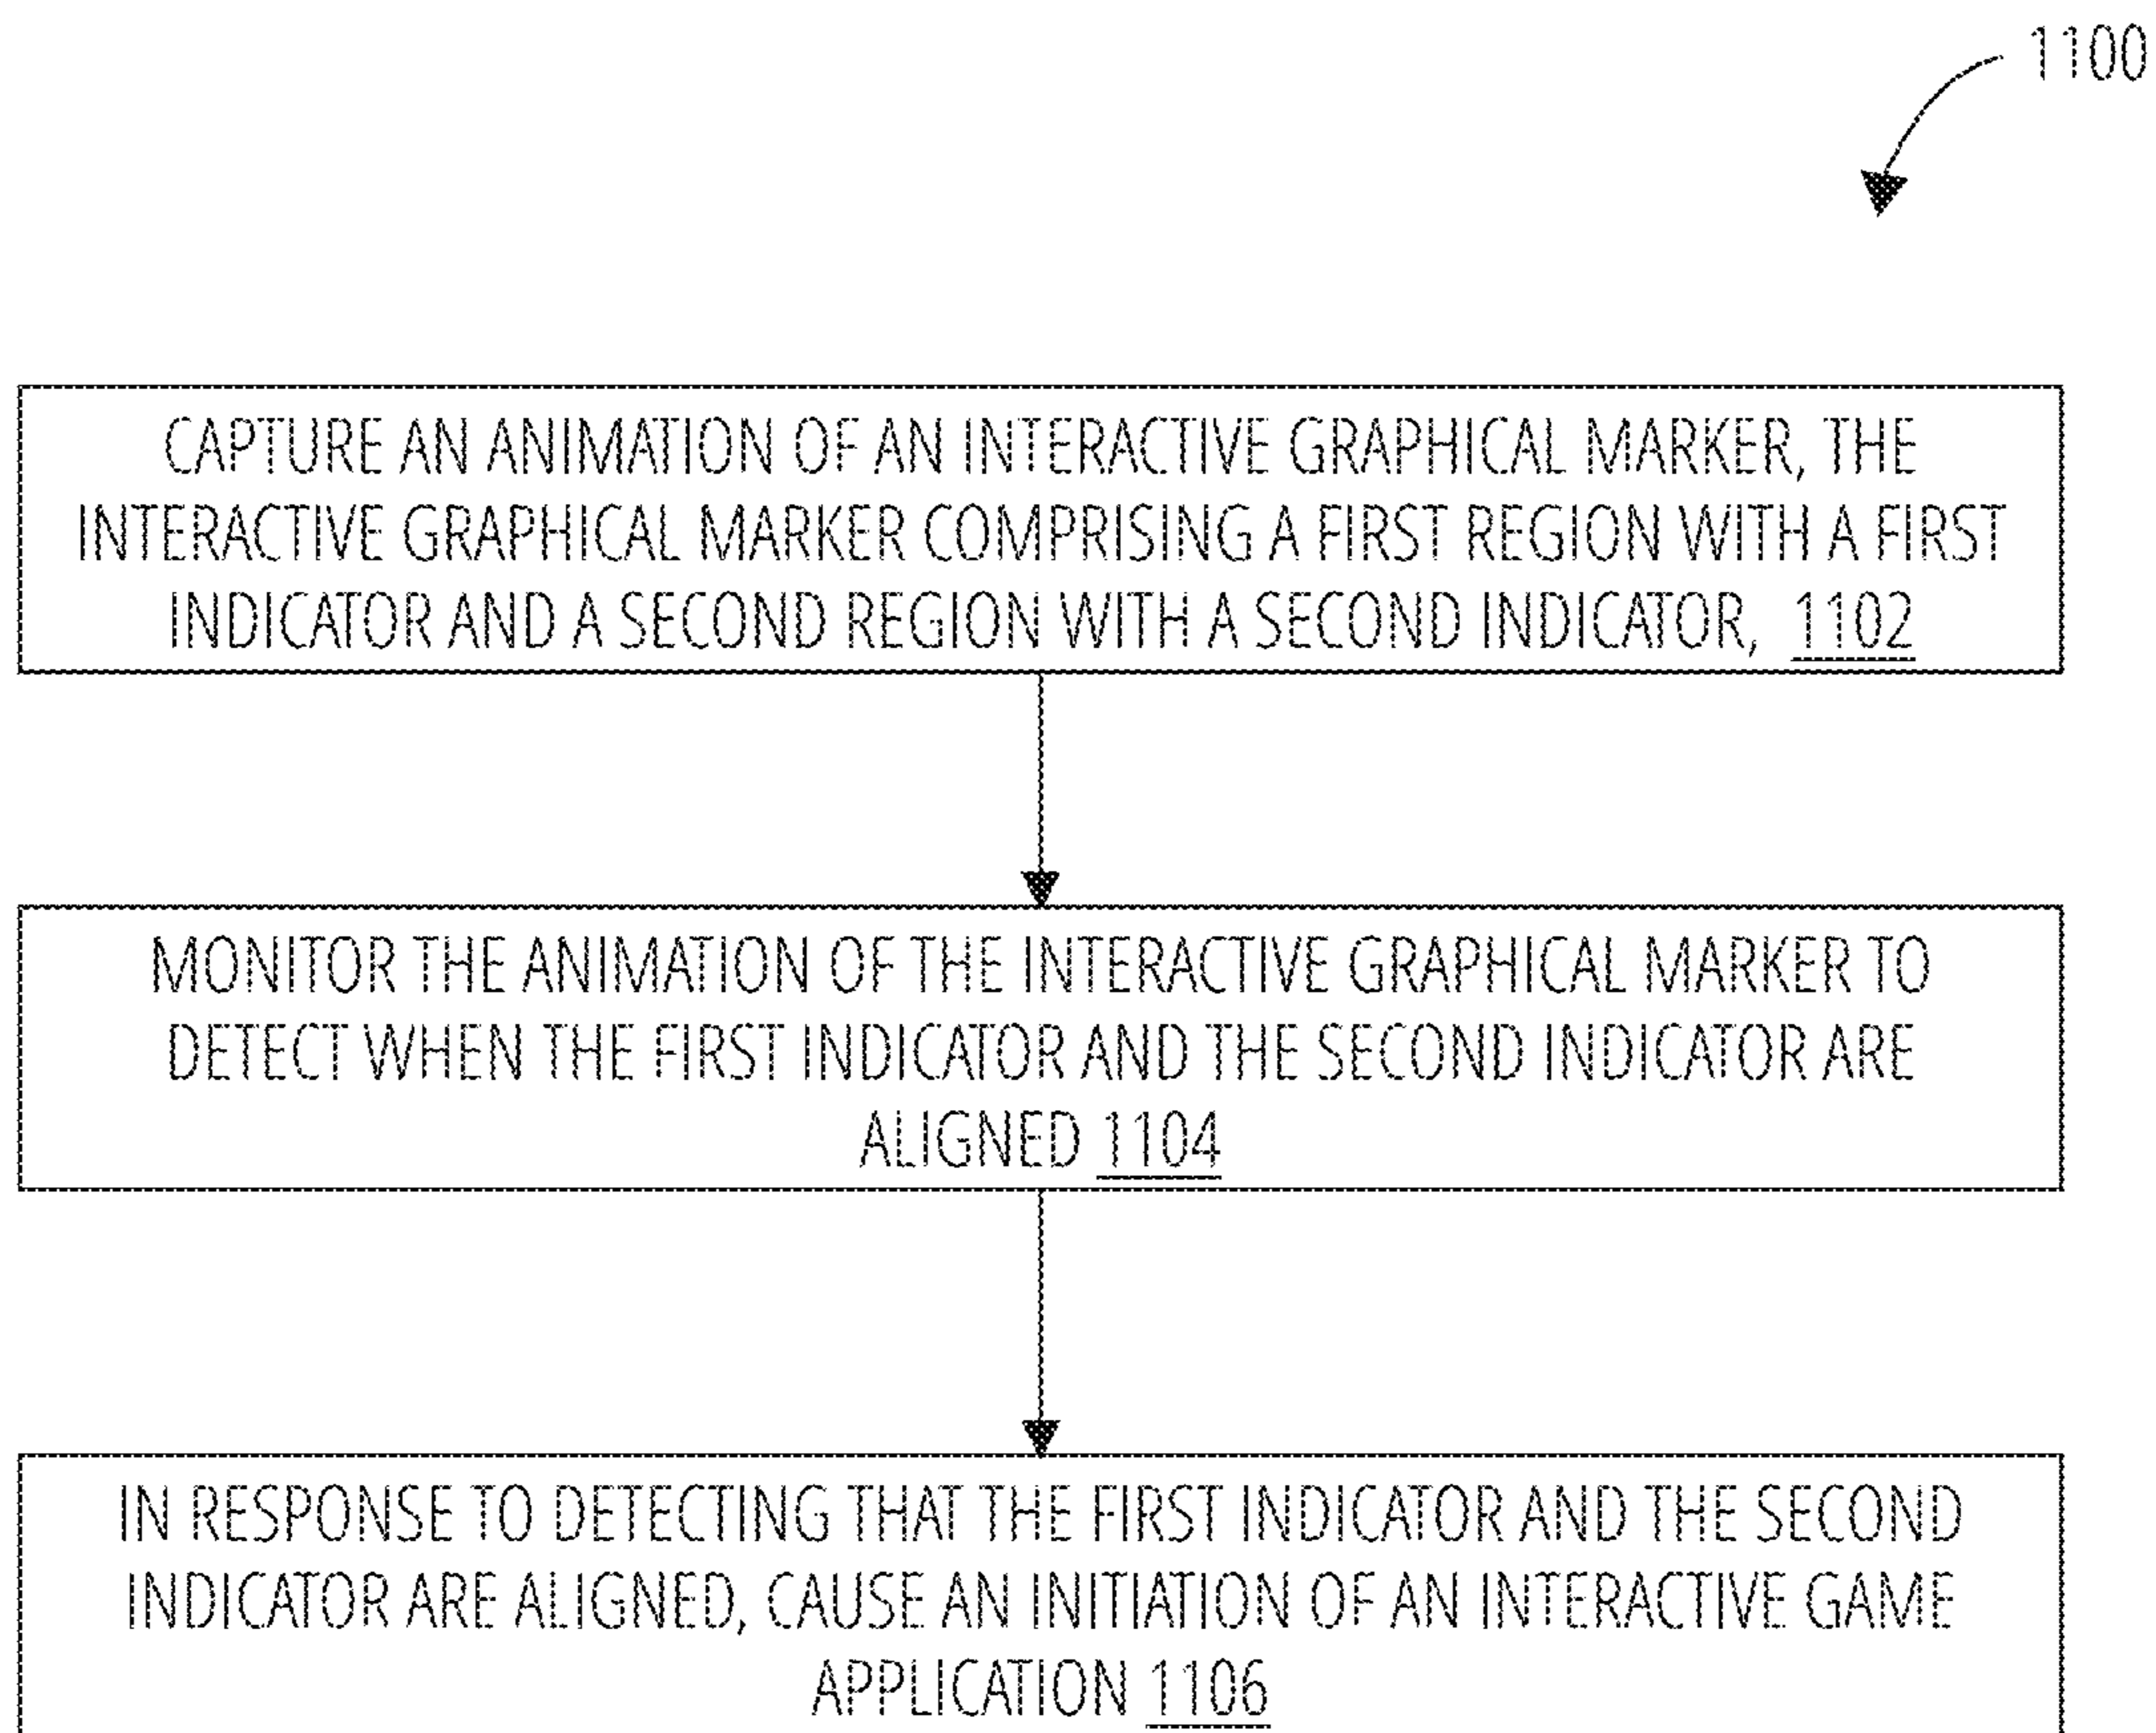 1100
CAPTURE AN ANIMATION OF AN INTERACTIVE GRAPHICAL MARKER, THE
INTERACTIVE GRAPHICAL MARKER COMPRISING A FIRST REGION WITH A FIRST
INDICATOR AND A SECOND REGION WITH A SECOND INDICATOR, 1102
MONITOR THE ANIMATION OF THE INTERACTIVE GRAPHICAL MARKER TO
DETECT WHEN THE FIRST INDICATOR AND THE SECOND INDICATOR ARE
ALIGNED 1104
IN RESPONSE TO DETECTING THAT THE FIRST INDICATOR AND THE SECOND
INDICATOR ARE ALIGNED, CAUSE AN INITIATION OF AN INTERACTIVE GAME
APPLICATION 1106